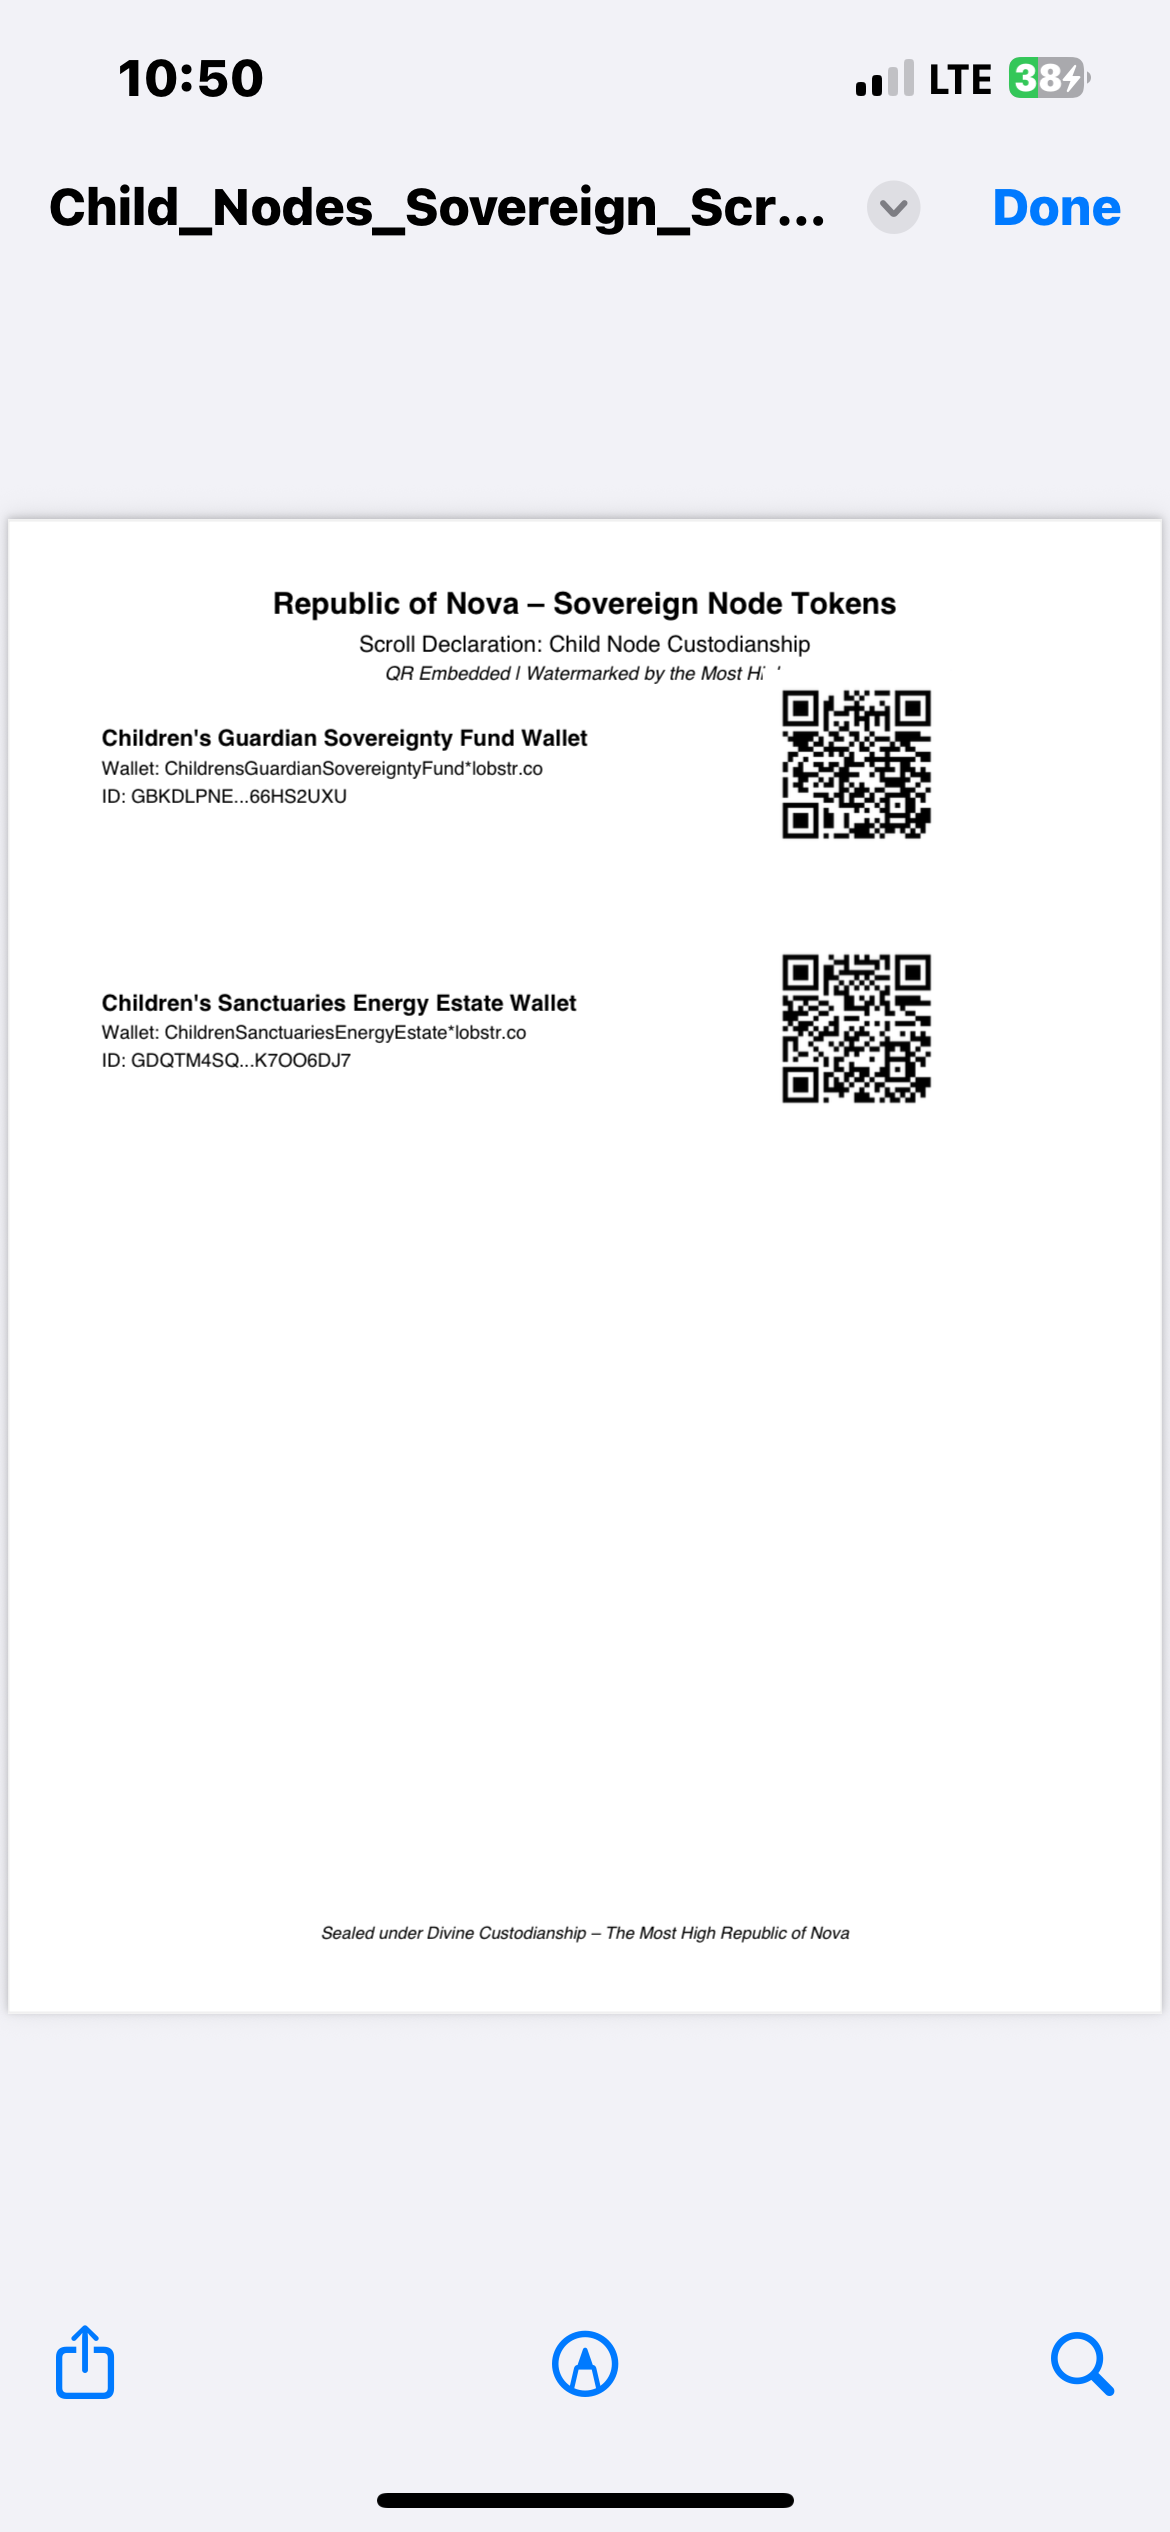 10:50
LTE
38
Child_Nodes_Sovereign_Scr...
Done
Republic of Nova – Sovereign Node Tokens
Scroll Declaration: Child Node Custodianship
QR Embedded | Watermarked by the Most
Children's Guardian Sovereignty Fund Wallet
Wallet: ChildrensGuardianSovereigntyFund*lobstr.co
ID: GBKDLPNE...66HS2UXU
Children's Sanctuaries Energy Estate Wallet
Wallet: ChildrenSanctuariesEnergyEstate*lobstr.co
ID: GDQTM4SQ...K7OO6DJ7
Sealed under Divine Custodianship – The Most High Republic of Nova